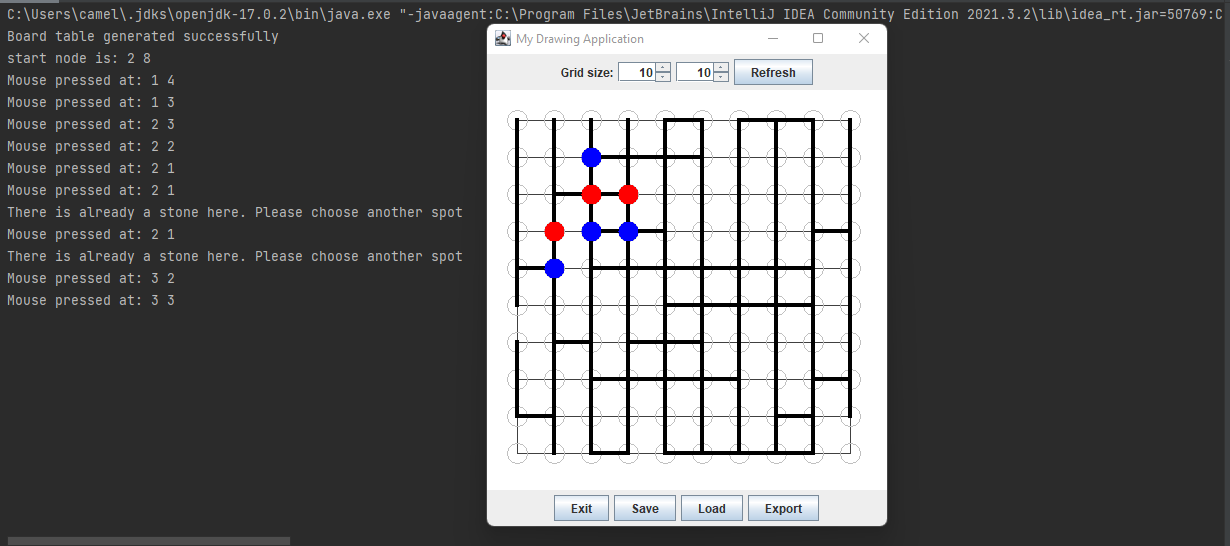 C:\Users\camel\.jdks\openjdk-17.0.2\bin\java.exe "-javaagent:C:\Program Files\JetBrains\IntelliJ IDEA Community Edition 2021.3.2\lib\idea_rt.jar=50769:C
Board table generated successfully
start node is: 2 8
Mouse pressed at: 1 4
Mouse pressed at: 1 3
Mouse pressed at: 2 3
Mouse pressed at: 2 2
Mouse pressed at: 2 1
Mouse pressed at: 2 1
There is already a stone here. Please choose another spot
Mouse pressed at: 2 1
There is already a stone here. Please choose another spot
Mouse pressed at: 3 2
Mouse pressed at: 3 3
My Drawing Application
Grid size: 10 10 Refresh
Exit Save Load Export